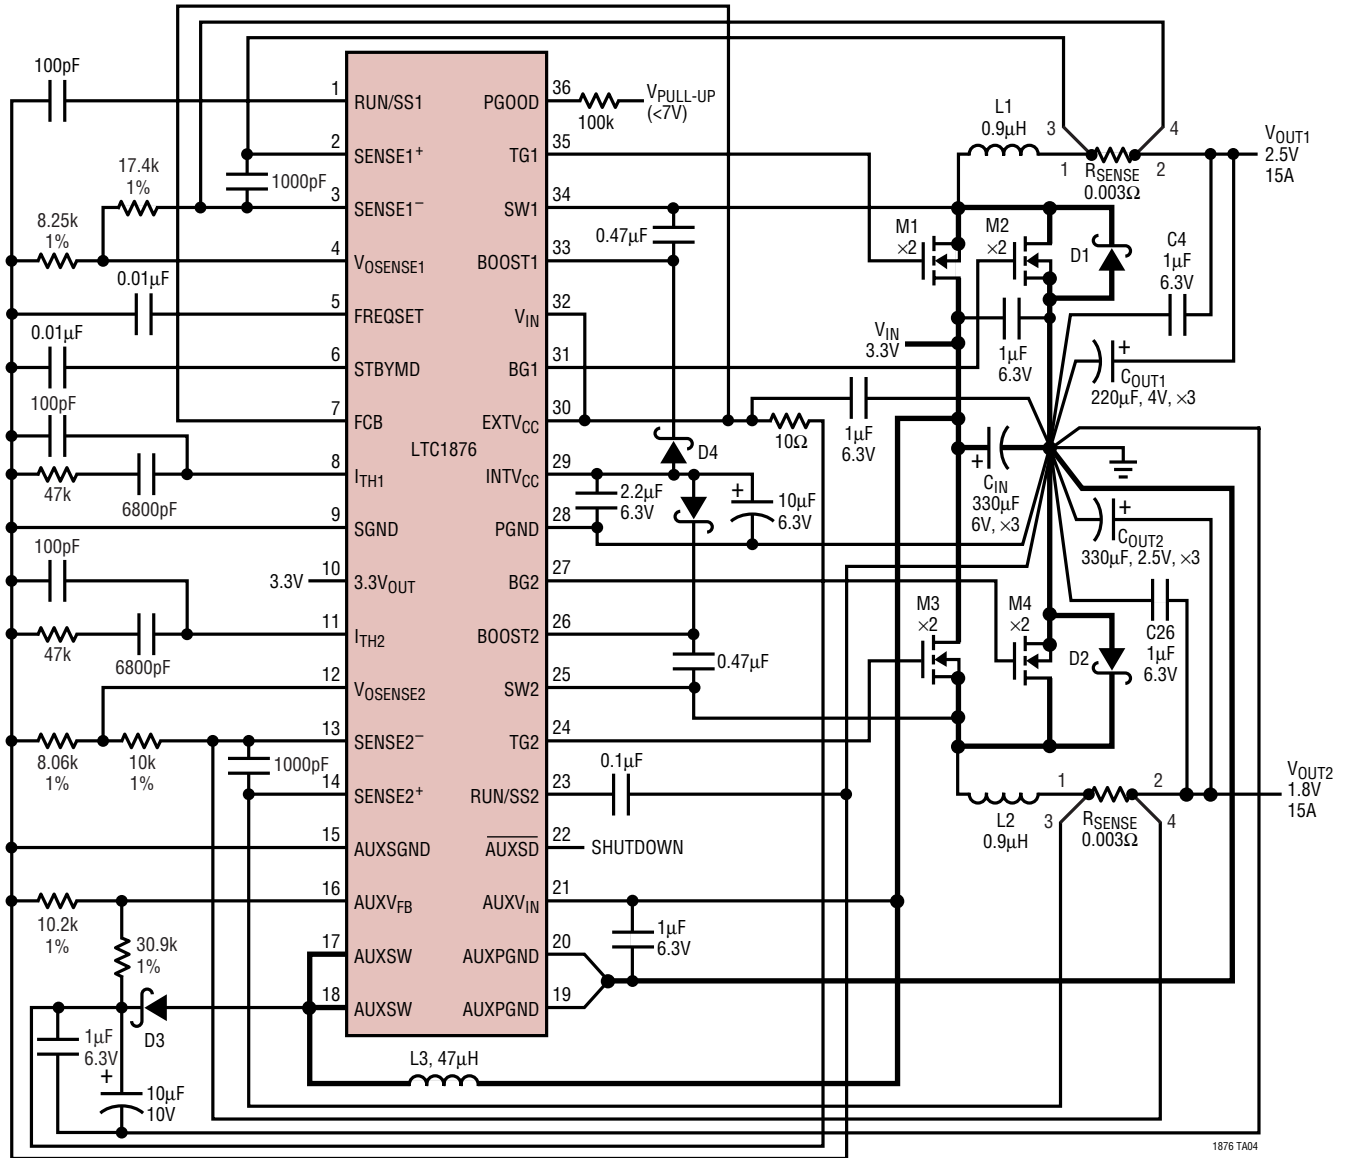 100pF
1
RUN/SS1
PGOOD
36
100k
VPULL-UP
(<7V)
L1
0.9µH
3
4
1
2
RSENSE
0.003Ω
VOUT1
2.5V
15A
2
SENSE1+
TG1
35
17.4k
1%
1000pF
3
SENSE1–
SW1
34
8.25k
1%
0.47µF
M1
×2
M2
×2
D1
C4
1µF
6.3V
4
VOSENSE1
BOOST1
33
0.01µF
5
FREQSET
VIN
32
VIN
3.3V
1µF
6.3V
0.01µF
6
STBYMD
BG1
31
+
COUT1
220µF, 4V, ×3
100pF
7
FCB
EXTVCC
30
10Ω
1µF
6.3V
LTC1876
D4
47k
6800pF
8
ITH1
INTVCC
29
2.2µF
6.3V
+
10µF
6.3V
+
CIN
330µF
6V, ×3
9
SGND
PGND
28
+
COUT2
330µF, 2.5V, ×3
100pF
3.3V
10
3.3VOUT
BG2
27
47k
6800pF
11
ITH2
BOOST2
26
0.47µF
M3
×2
M4
×2
D2
C26
1µF
6.3V
12
VOSENSE2
SW2
25
8.06k
1%
10k
1%
13
SENSE2–
TG2
24
1000pF
14
SENSE2+
RUN/SS2
23
0.1µF
1
2
3
4
L2
0.9µH
RSENSE
0.003Ω
VOUT2
1.8V
15A
15
AUXSGND
AUXSD
22
SHUTDOWN
10.2k
1%
16
AUXVFB
AUXVIN
21
1µF
6.3V
30.9k
1%
17
AUXSW
AUXPGND
20
18
AUXSW
AUXPGND
19
D3
1µF
6.3V
+
10µF
10V
L3, 47µH
1876 TA04